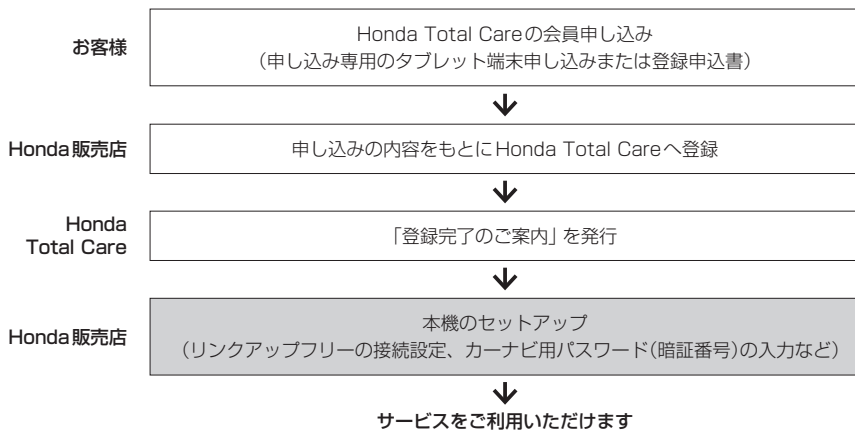 お客様
Honda Total Careの会員申し込み
(申し込み専用のタブレット端末申し込みまたは登録申込書)
Honda販売店
申し込みの内容をもとにHonda Total Careへ登録
Honda
Total Care
「登録完了のご案内」を発行
Honda販売店
本機のセットアップ
(リンクアップフリーの接続設定、カーナビ用パスワード(暗証番号)の入力など)
サービスをご利用いただけます